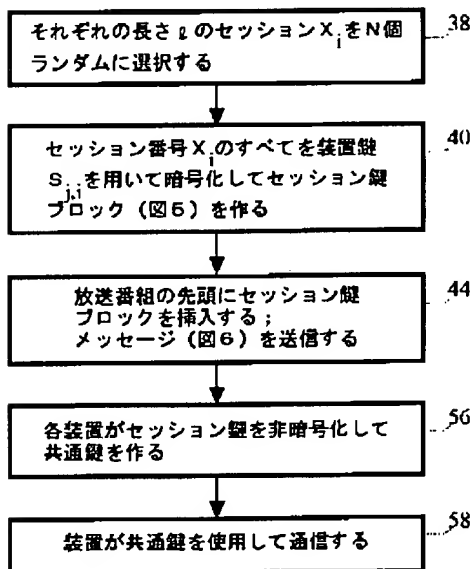 それぞれの長さℓのセッションXiをN個
ランダムに選択する
38
セッション番号Xiのすべてを装置鍵
Sj,iを用いて暗号化してセッション鍵
ブロック（図5）を作る
40
放送番組の先頭にセッション鍵
ブロックを挿入する；
メッセージ（図6）を送信する
44
各装置がセッション鍵を非暗号化して
共通鍵を作る
56
装置が共通鍵を使用して通信する
58